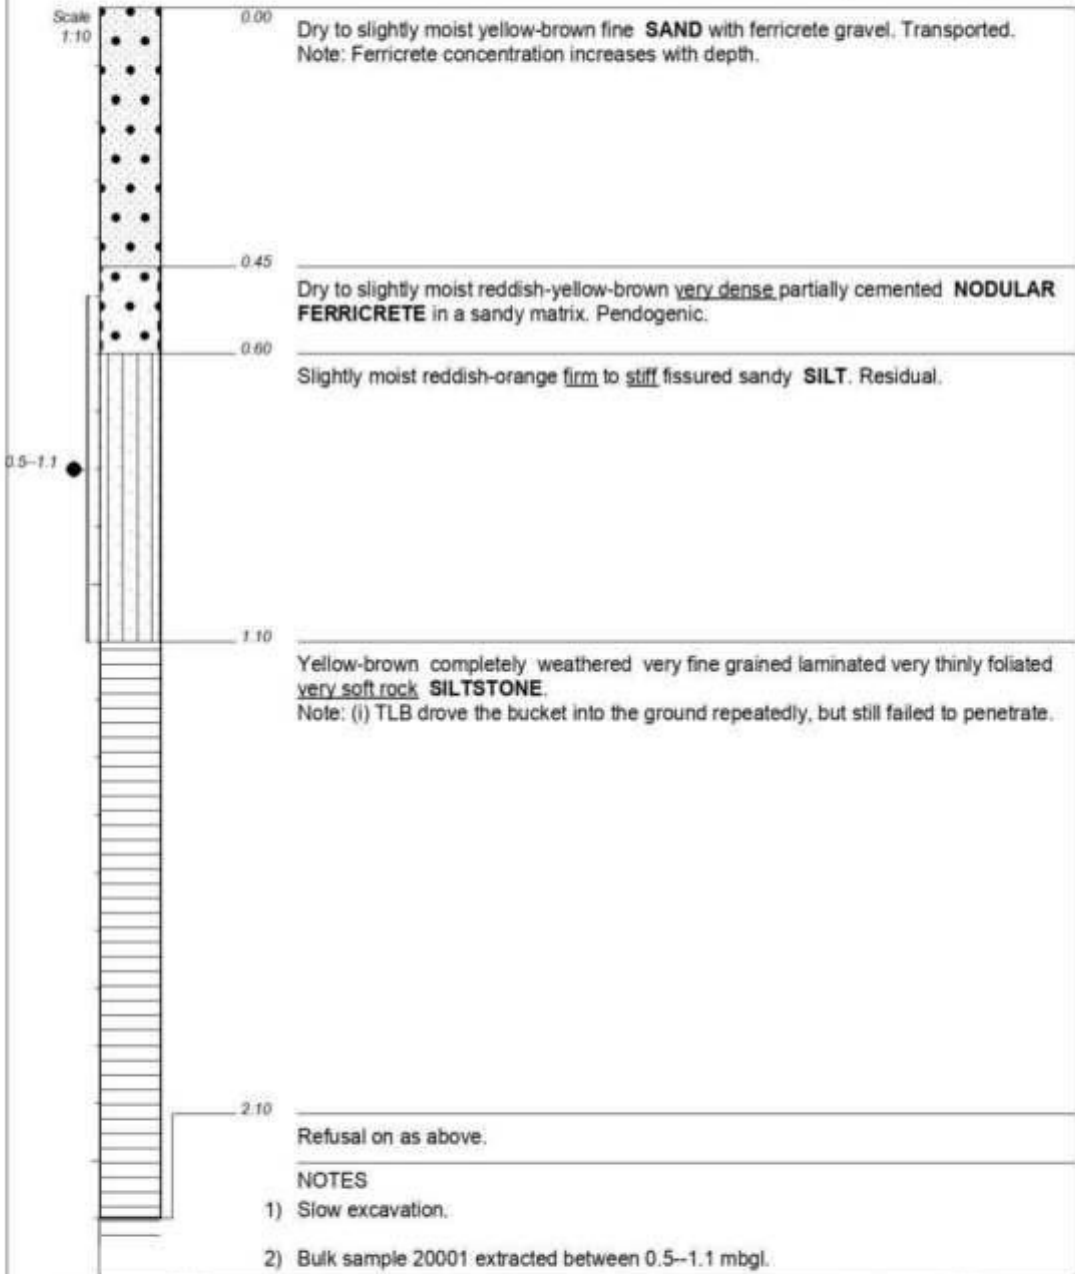 Scale
1:10
0.00
Dry to slightly moist yellow-brown fine SAND with ferricrete gravel. Transported.
Note: Ferricrete concentration increases with depth.
0.45
Dry to slightly moist reddish-yellow-brown very dense partially cemented NODULAR
FERRICRETE in a sandy matrix. Pendogenic.
0.60
Slightly moist reddish-orange firm to stiff fissured sandy SILT. Residual.
0.5--1.1
1.10
Yellow-brown completely weathered very fine grained laminated very thinly foliated
very soft rock SILTSTONE.
Note: (i) TLB drove the bucket into the ground repeatedly, but still failed to penetrate.
2.10
Refusal on as above.
NOTES
1) Slow excavation.
2) Bulk sample 20001 extracted between 0.5--1.1 mbgl.